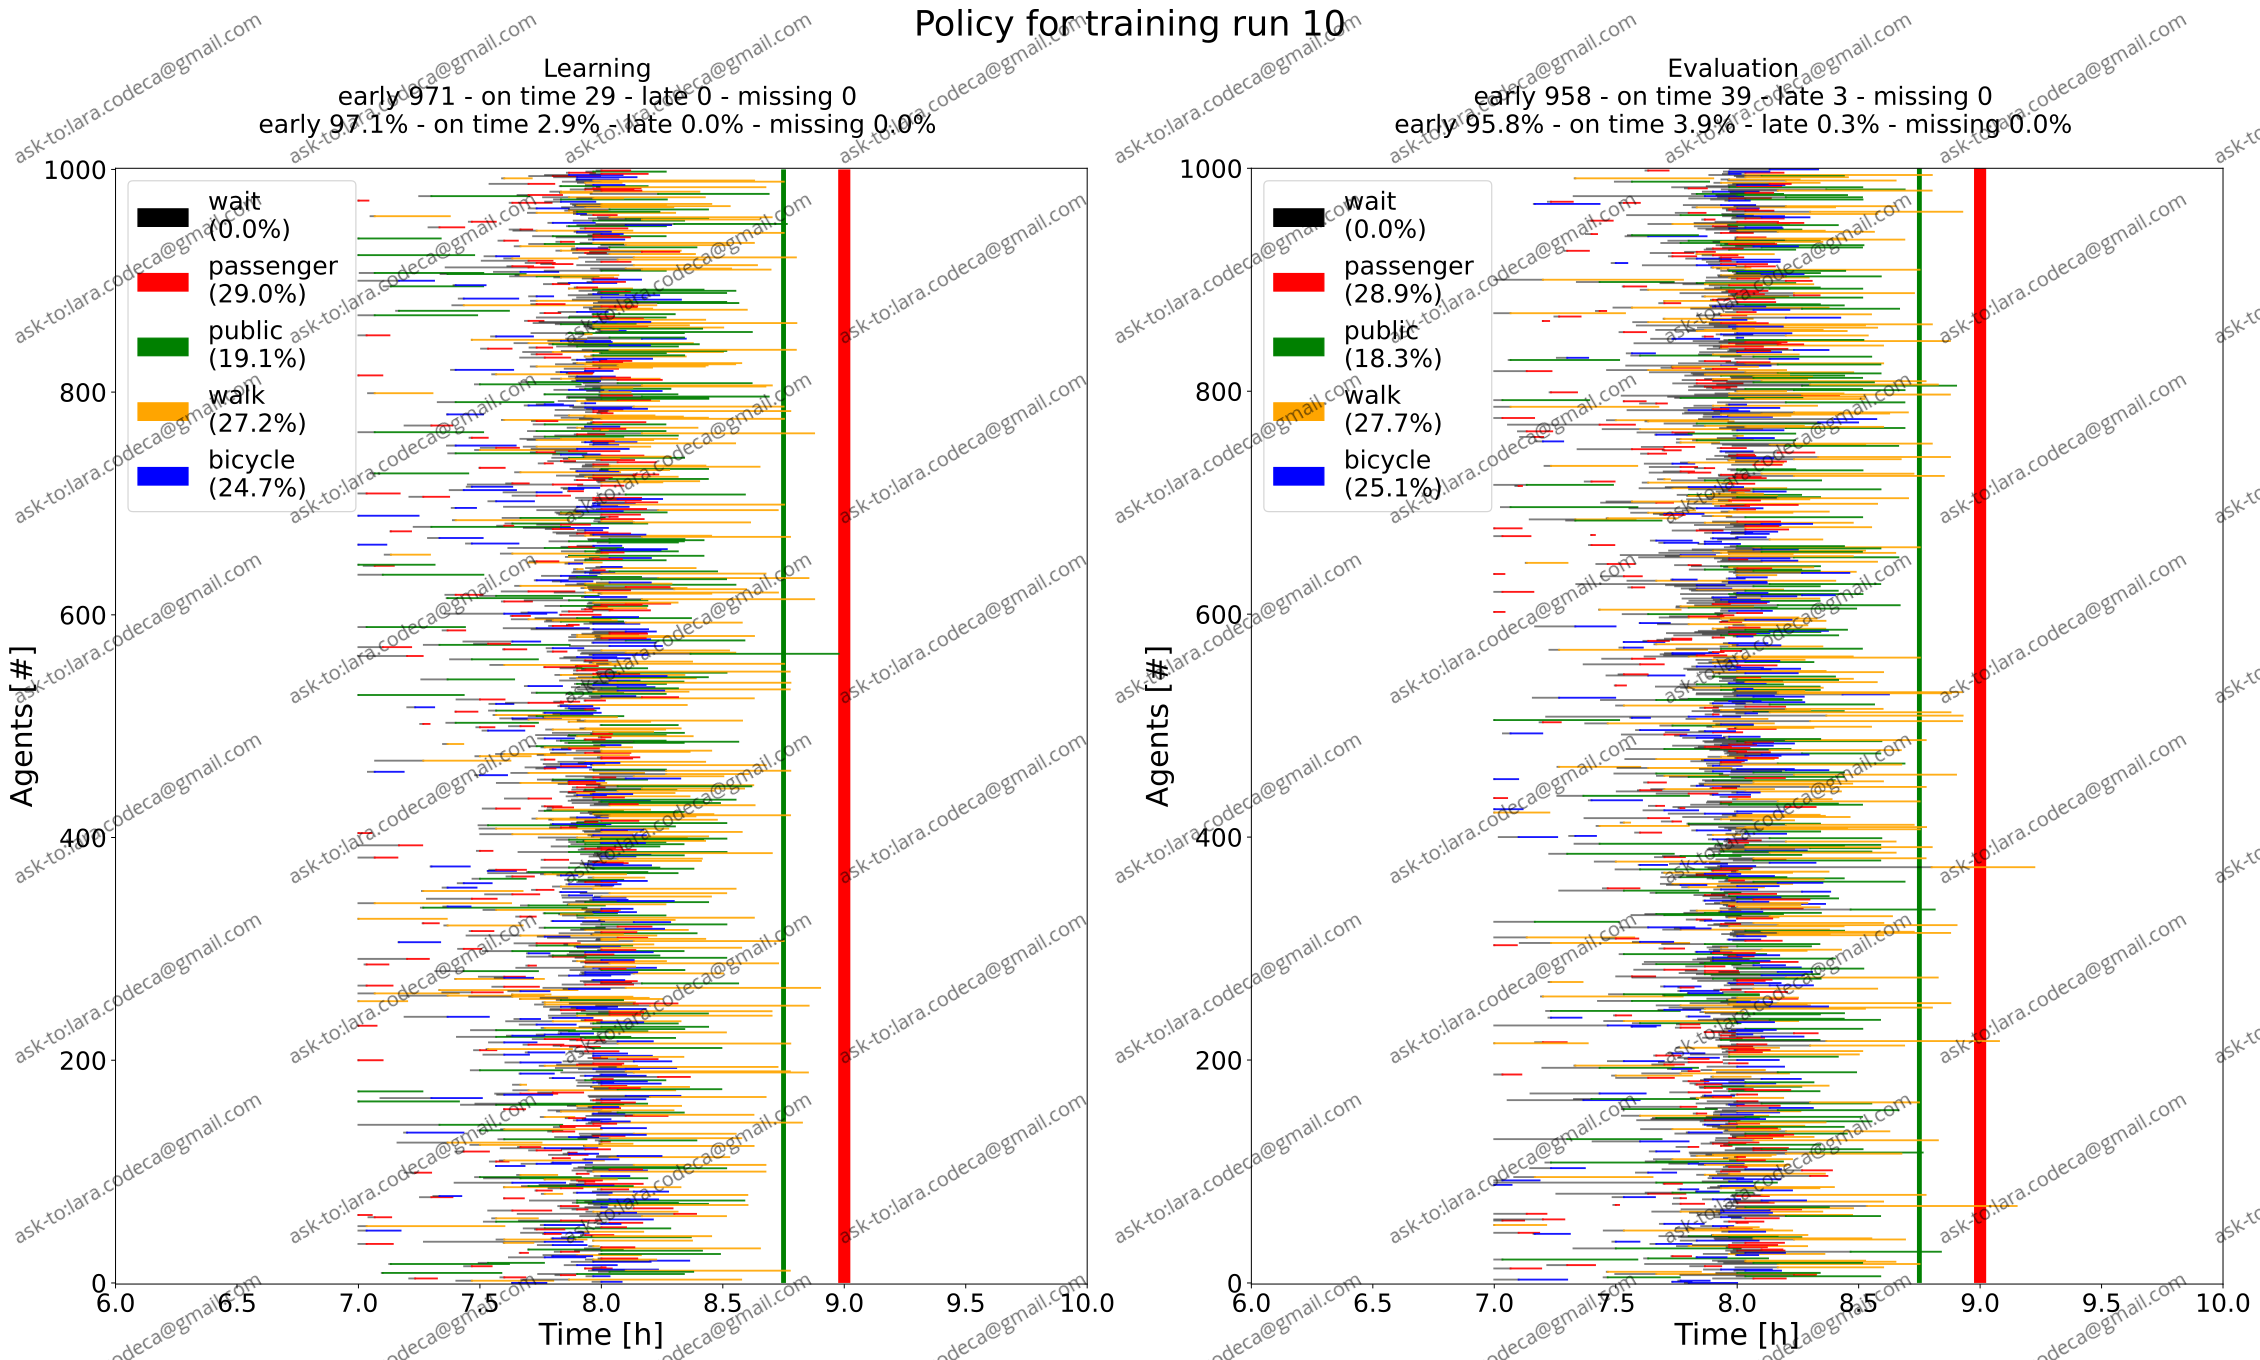 Policy for training run 10
Learning
early 971 - on time 29 - late 0 - missing 0
early 97.1% - on time 2.9% - late 0.0% - missing 0.0%
wait
(0.0%)
passenger
(29.0%)
public
(19.1%)
walk
(27.2%)
bicycle
(24.7%)
Agents [#]
1000
800
600
400
200
0
6.0 6.5 7.0 7.5 8.0 8.5 9.0 9.5 10.0
Time [h]
Evaluation
early 958 - on time 39 - late 3 - missing 0
early 95.8% - on time 3.9% - late 0.3% - missing 0.0%
wait
(0.0%)
passenger
(28.9%)
public
(18.3%)
walk
(27.7%)
bicycle
(25.1%)
Agents [#]
1000
800
600
400
200
0
6.0 6.5 7.0 7.5 8.0 8.5 9.0 9.5 10.0
Time [h]
ask-to:lara.codeca@gmail.com